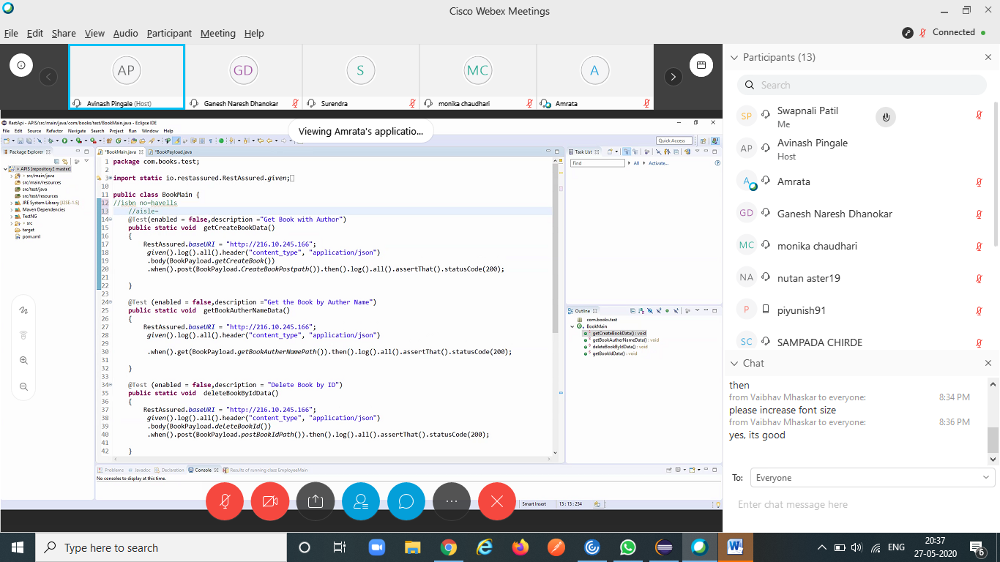 Cisco Webex Meetings
File Edit Share View Audio Participant Meeting Help
Connected
AP
GD
S
MC
A
Avinash Pingale (Host)
Ganesh Naresh Dhanokar
Surendra
monika chaudhari
Amrata
Viewing Amrata's applicatio...
RestApi - APIS/src/main/java/com/books/test/BookMain.java - Eclipse IDE
File Edit Source Refactor Navigate Search Project Run Window Help
Quick Access
Package Explorer
APIS [repository2 master]
src/main/java
src/main/resources
src/test/java
src/test/resources
JRE System Library [J2SE-1.5]
Maven Dependencies
TestNG
src
target
pom.xml
*BookMain.java
*BookPayload.java
1 package com.books.test;
2
3 import static io.restassured.RestAssured.given;
10
11 public class BookMain {
12 //isbn no=havells
13 //aisle=
14 @Test(enabled = false,description ="Get Book with Author")
15 public static void getCreateBookData()
16 {
17 RestAssured.baseURI = "http://216.10.245.166";
18 given().log().all().header("content_type", "application/json")
19 .body(BookPayload.getCreateBook())
20 .when().post(BookPayload.CreateBookPostpath()).then().log().all().assertThat().statusCode(200);
21
22 }
23
24 @Test (enabled = false,description ="Get the Book by Auther Name")
25 public static void getBookAutherNameData()
26 {
27 RestAssured.baseURI = "http://216.10.245.166";
28 given().log().all().header("content_type", "application/json")
29
30 .when().get(BookPayload.getBookAutherNamePath()).then().log().all().assertThat().statusCode(200);
31
32 }
33
34 @Test (enabled = false,description = "Delete Book by ID")
35 public static void deleteBookByIdData()
36 {
37 RestAssured.baseURI = "http://216.10.245.166";
38 given().log().all().header("content_type", "application/json")
39 .body(BookPayload.deleteBookId())
40 .when().post(BookPayload.postBookIdPath()).then().log().all().assertThat().statusCode(200);
41
42 }
Task List
Find
All
Activate...
Outline
com.books.test
BookMain
getCreateBookData() : void
getBookAutherNameData() : void
deleteBookByIdData() : void
getBookIdData() : void
Problems Javadoc Declaration Console Results of running class EmployeeMain
No consoles to display at this time.
Smart Insert
13 : 13 : 254
Participants (13)
Search
SP Swapnali Patil
Me
AP Avinash Pingale
Host
A Amrata
GD Ganesh Naresh Dhanokar
MC monika chaudhari
NA nutan aster19
P piyunish91
SC SAMPADA CHIRDE
Chat
then
from Vaibhav Mhaskar to everyone: 8:34 PM
please increase font size
from Vaibhav Mhaskar to everyone: 8:36 PM
yes, its good
To: Everyone
Enter chat message here
Type here to search
ENG
20:37
27-05-2020
6